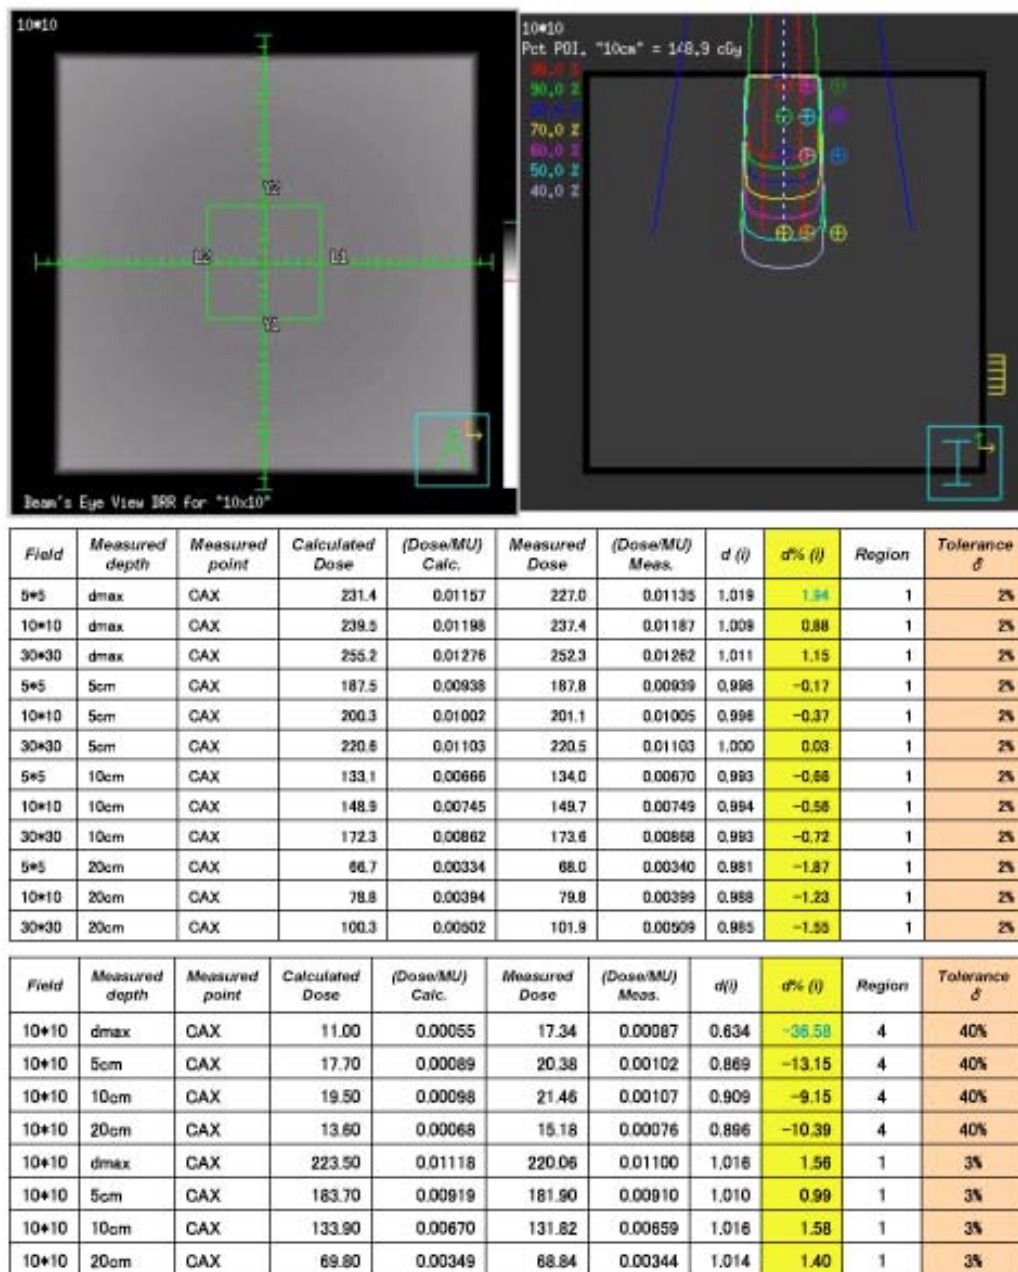 10*10
Y2
L2
L1
Y1
A
Beam's Eye View DRR for "10x10"
10*10
Pct POI. "10cm" = 148.9 cGy
90.0 %
70.0 %
60.0 %
50.0 %
40.0 %
I
Field Measured depth Measured point Calculated Dose (Dose/MU) Calc. Measured Dose (Dose/MU) Meas. d (i) d% (i) Region Tolerance δ
5*5 dmax CAX 231.4 0.01157 227.0 0.01135 1.019 1.94 1 2%
10*10 dmax CAX 239.5 0.01198 237.4 0.01187 1.009 0.88 1 2%
30*30 dmax CAX 255.2 0.01276 252.3 0.01262 1.011 1.15 1 2%
5*5 5cm CAX 187.5 0.00938 187.8 0.00939 0.998 -0.17 1 2%
10*10 5cm CAX 200.3 0.01002 201.1 0.01005 0.996 -0.37 1 2%
30*30 5cm CAX 220.6 0.01103 220.5 0.01103 1.000 0.03 1 2%
5*5 10cm CAX 133.1 0.00666 134.0 0.00670 0.993 -0.66 1 2%
10*10 10cm CAX 148.9 0.00745 149.7 0.00749 0.994 -0.56 1 2%
30*30 10cm CAX 172.3 0.00862 173.6 0.00868 0.993 -0.72 1 2%
5*5 20cm CAX 66.7 0.00334 68.0 0.00340 0.981 -1.87 1 2%
10*10 20cm CAX 78.8 0.00394 79.8 0.00399 0.988 -1.23 1 2%
30*30 20cm CAX 100.3 0.00502 101.9 0.00509 0.985 -1.55 1 2%
Field Measured depth Measured point Calculated Dose (Dose/MU) Calc. Measured Dose (Dose/MU) Meas. d(i) d% (i) Region Tolerance δ
10*10 dmax CAX 11.00 0.00055 17.34 0.00087 0.634 -36.58 4 40%
10*10 5cm CAX 17.70 0.00089 20.38 0.00102 0.869 -13.15 4 40%
10*10 10cm CAX 19.50 0.00098 21.46 0.00107 0.909 -9.15 4 40%
10*10 20cm CAX 13.60 0.00068 15.18 0.00076 0.896 -10.39 4 40%
10*10 dmax CAX 223.50 0.01118 220.06 0.01100 1.016 1.56 1 3%
10*10 5cm CAX 183.70 0.00919 181.90 0.00910 1.010 0.99 1 3%
10*10 10cm CAX 133.90 0.00670 131.82 0.00659 1.016 1.58 1 3%
10*10 20cm CAX 69.80 0.00349 68.84 0.00344 1.014 1.40 1 3%